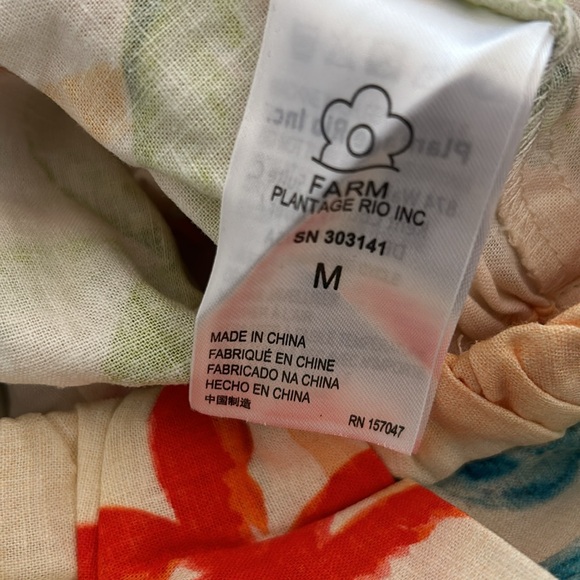 FARM
PLANTAGE RIO INC
SN 303141
M
MADE IN CHINA
FABRIQUÉ EN CHINE
FABRICADO NA CHINA
HECHO EN CHINA
中国制造
RN 157047